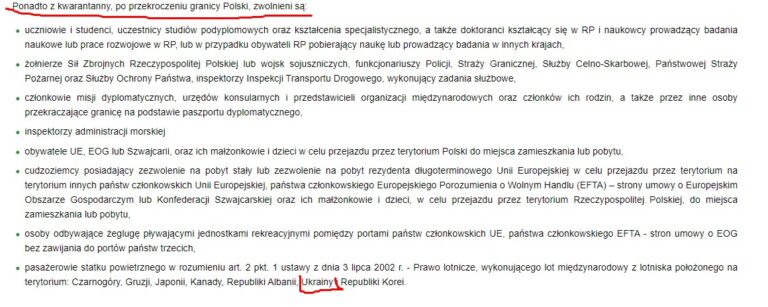 Ponadto z kwarantanny, po przekroczeniu granicy Polski, zwolnieni są:
• uczniowie i studenci, uczestnicy studiów podyplomowych oraz kształcenia specjalistycznego, a także doktoranci kształcący się w RP i naukowcy prowadzący badania
naukowe lub prace rozwojowe w RP, lub w przypadku obywateli RP pobierający naukę lub prowadzący badania w innych krajach,
• żołnierze Sił Zbrojnych Rzeczypospolitej Polskiej lub wojsk sojuszniczych, funkcjonariuszy Policji, Straży Granicznej, Służby Celno-Skarbowej, Państwowej Straży
Pożarnej oraz Służby Ochrony Państwa, inspektorzy Inspekcji Transportu Drogowego, wykonujący zadania służbowe,
• członkowie misji dyplomatycznych, urzędów konsularnych i przedstawicieli organizacji międzynarodowych oraz członków ich rodzin, a także przez inne osoby
przekraczające granicę na podstawie paszportu dyplomatycznego,
• inspektorzy administracji morskiej
• obywatele UE, EOG lub Szwajcarii, oraz ich małżonkowie i dzieci w celu przejazdu przez terytorium Polski do miejsca zamieszkania lub pobytu,
• cudzoziemcy posiadający zezwolenie na pobyt stały lub zezwolenie na pobyt rezydenta długoterminowego Unii Europejskiej w celu przejazdu przez terytorium na
terytorium innych państw członkowskich Unii Europejskiej, państwa członkowskiego Europejskiego Porozumienia o Wolnym Handlu (EFTA) – strony umowy o Europejskim
Obszarze Gospodarczym lub Konfederacji Szwajcarskiej oraz ich małżonkowie i dzieci, w celu przejazdu przez terytorium Rzeczypospolitej Polskiej, do miejsca
zamieszkania lub pobytu,
• osoby odbywające żeglugę pływającymi jednostkami rekreacyjnymi pomiędzy portami państw członkowskich UE, państwa członkowskiego EFTA - stron umowy o EOG
bez zawijania do portów państw trzecich,
• pasażerowie statku powietrznego w rozumieniu art. 2 pkt. 1 ustawy z dnia 3 lipca 2002 r. - Prawo lotnicze, wykonującego lot międzynarodowy z lotniska położonego na
terytorium: Czarnogóry, Gruzji, Japonii, Kanady, Republiki Albanii, Ukrainy Republiki Korei.